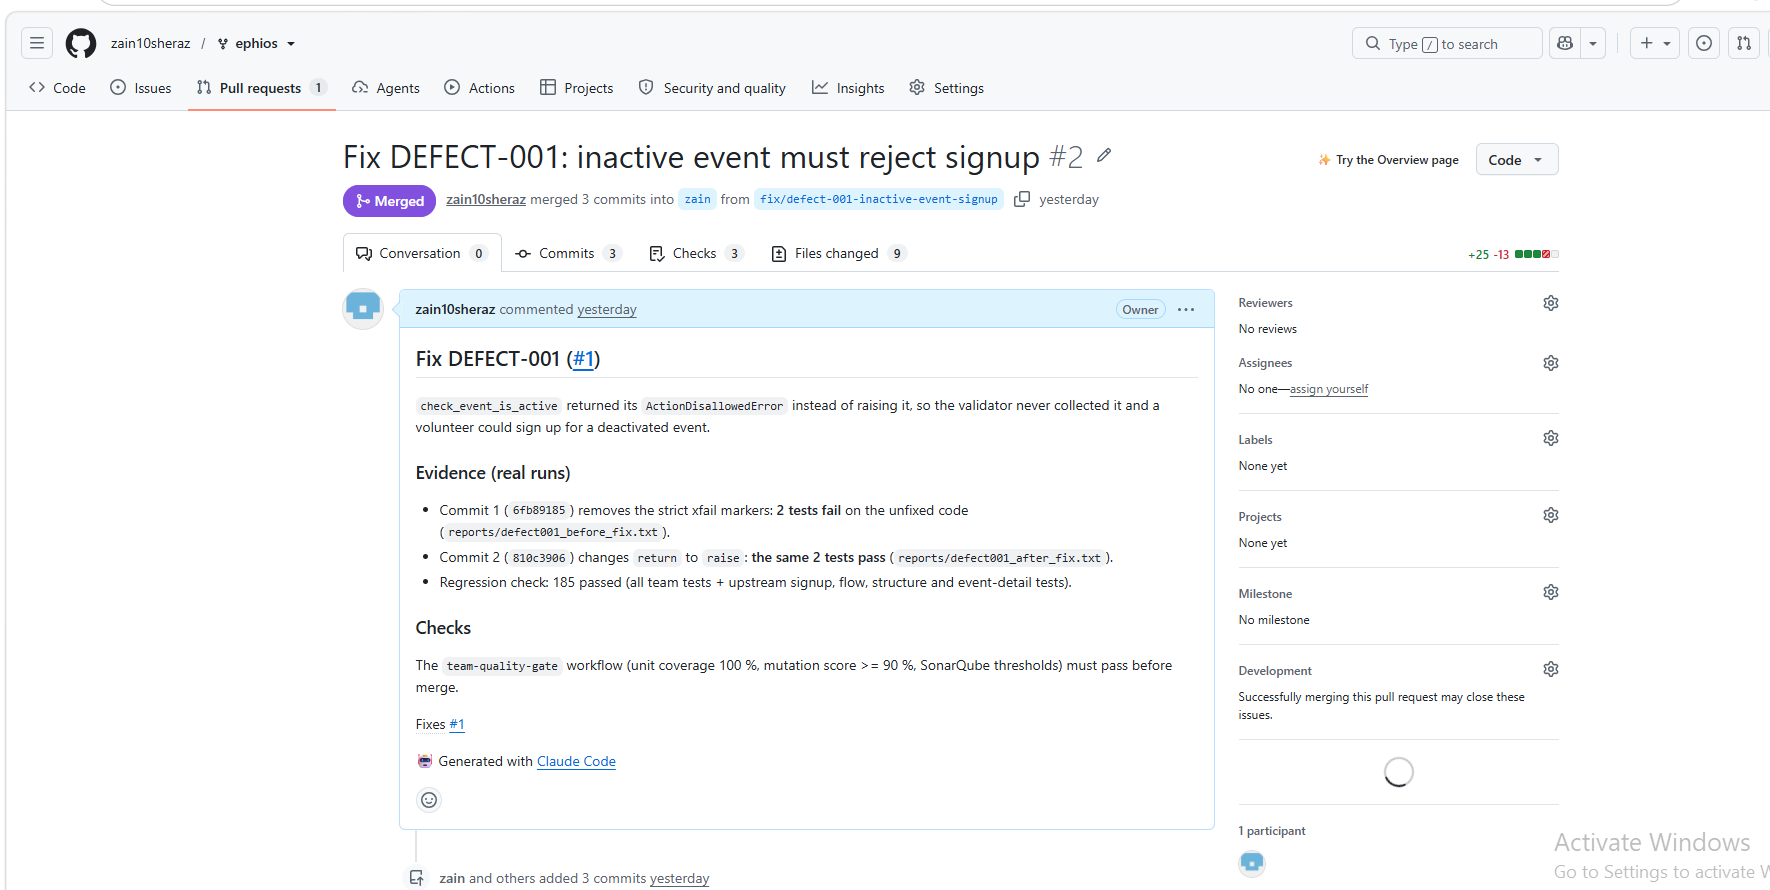 zain10sheraz / ephios
Type / to search
Code
Issues
Pull requests 1
Agents
Actions
Projects
Security and quality
Insights
Settings
Fix DEFECT-001: inactive event must reject signup #2
Try the Overview page
Code
Merged
zain10sheraz merged 3 commits into zain from fix/defect-001-inactive-event-signup yesterday
Conversation 0
Commits 3
Checks 3
Files changed 9
+25 -13
zain10sheraz commented yesterday
Owner
Fix DEFECT-001 (#1)
check_event_is_active returned its ActionDisallowedError instead of raising it, so the validator never collected it and a
volunteer could sign up for a deactivated event.
Evidence (real runs)
Commit 1 (6fb89185) removes the strict xfail markers: 2 tests fail on the unfixed code
(reports/defect001_before_fix.txt).
Commit 2 (810c3906) changes return to raise: the same 2 tests pass (reports/defect001_after_fix.txt).
Regression check: 185 passed (all team tests + upstream signup, flow, structure and event-detail tests).
Checks
The team-quality-gate workflow (unit coverage 100 %, mutation score >= 90 %, SonarQube thresholds) must pass before
merge.
Fixes #1
Generated with Claude Code
zain and others added 3 commits yesterday
Reviewers
No reviews
Assignees
No one—assign yourself
Labels
None yet
Projects
None yet
Milestone
No milestone
Development
Successfully merging this pull request may close these
issues.
1 participant
Activate Windows
Go to Settings to activate W